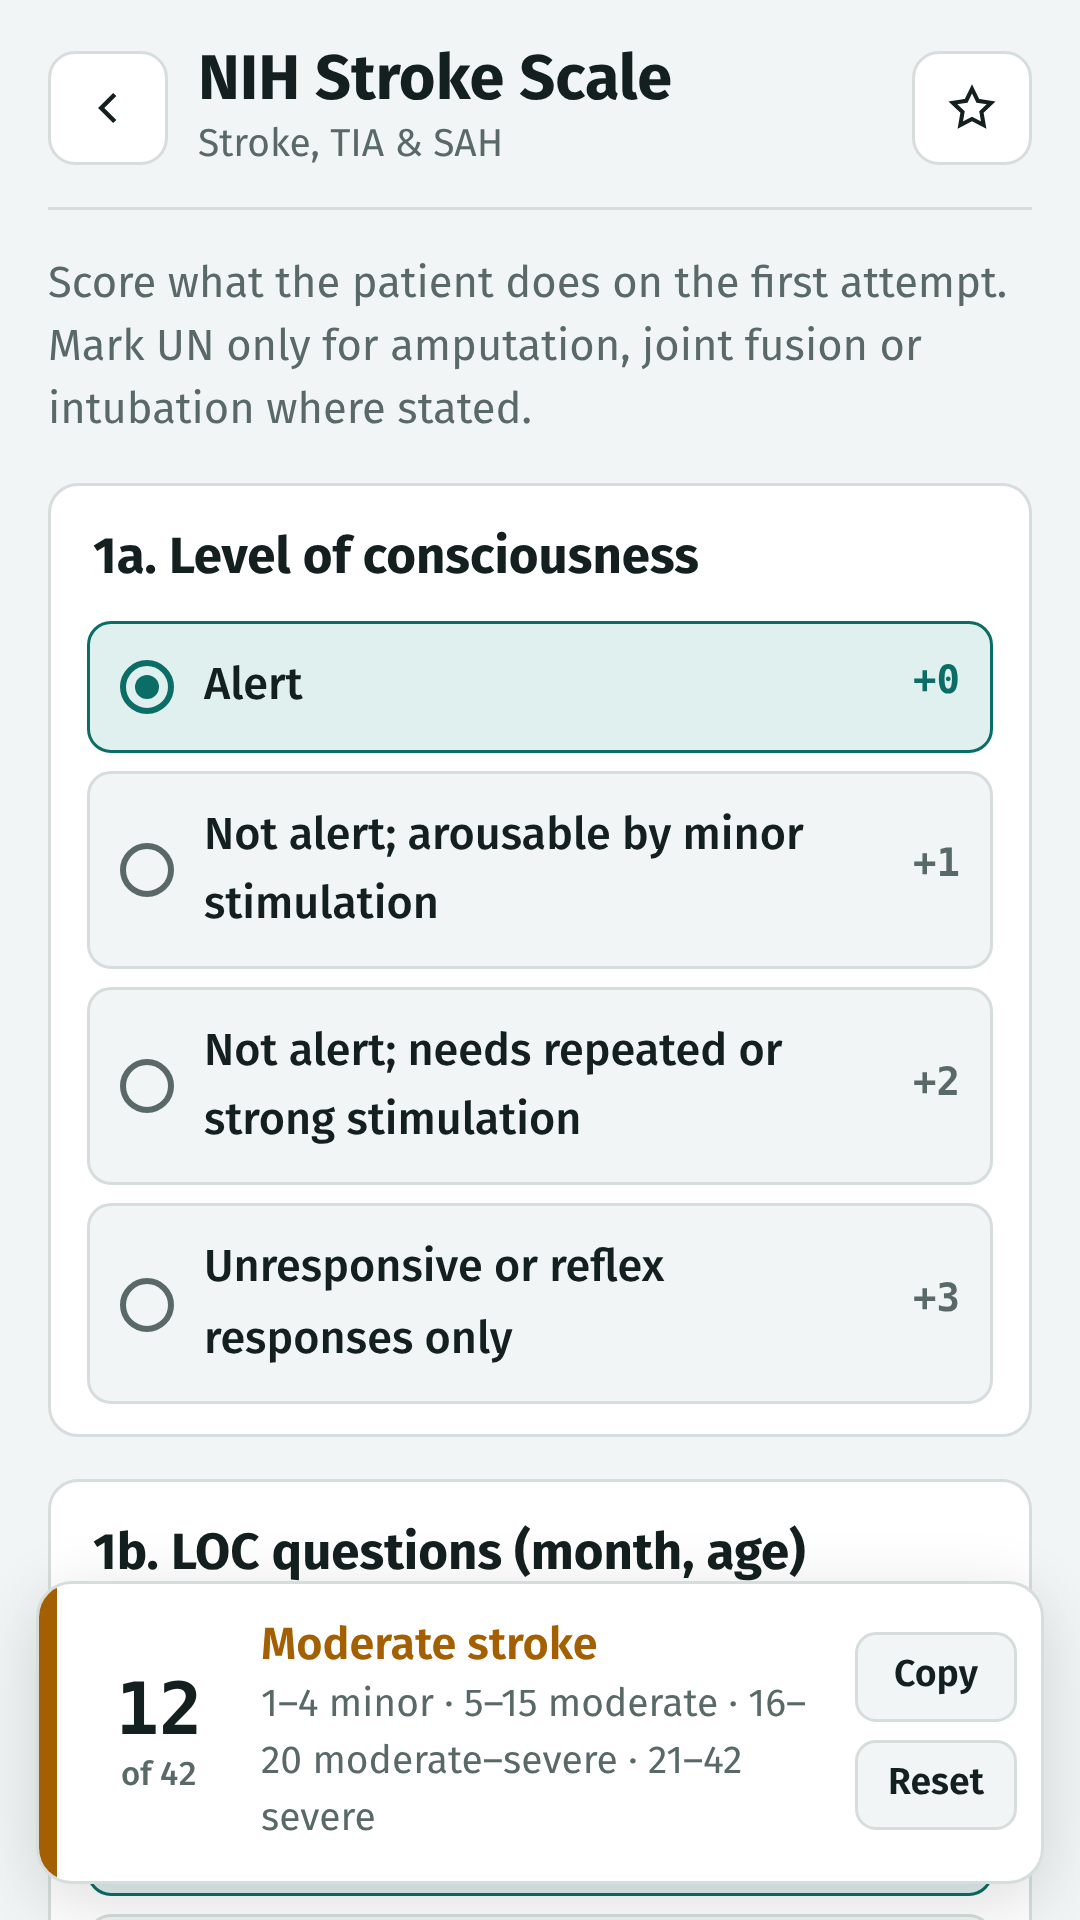 NIH Stroke Scale
Stroke, TIA & SAH
Score what the patient does on the first attempt.
Mark UN only for amputation, joint fusion or
intubation where stated.
1a. Level of consciousness
Alert +0
Not alert; arousable by minor
stimulation +1
Not alert; needs repeated or
strong stimulation +2
Unresponsive or reflex
responses only +3
1b. LOC questions (month, age)
12
of 42
Moderate stroke
1–4 minor · 5–15 moderate · 16–
20 moderate–severe · 21–42
severe
Copy
Reset